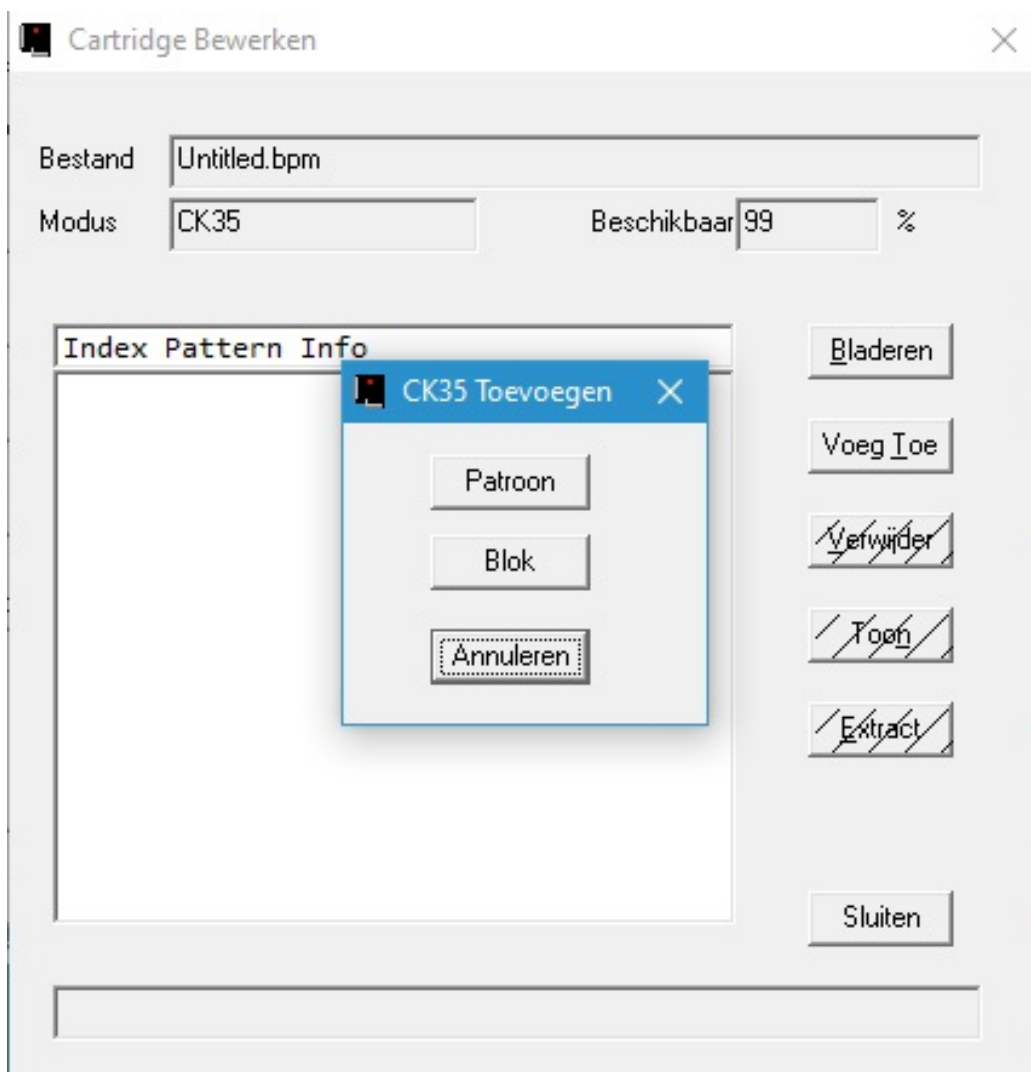 Cartridge Bewerken
Bestand Untitled.bpm
Modus CK35 Beschikbaar 99 %
Index Pattern Info
Bladeren
CK35 Toevoegen
Voeg Toe
Patroon
Verwijder
Blok
Toon
Annuleren
Extract
Sluiten